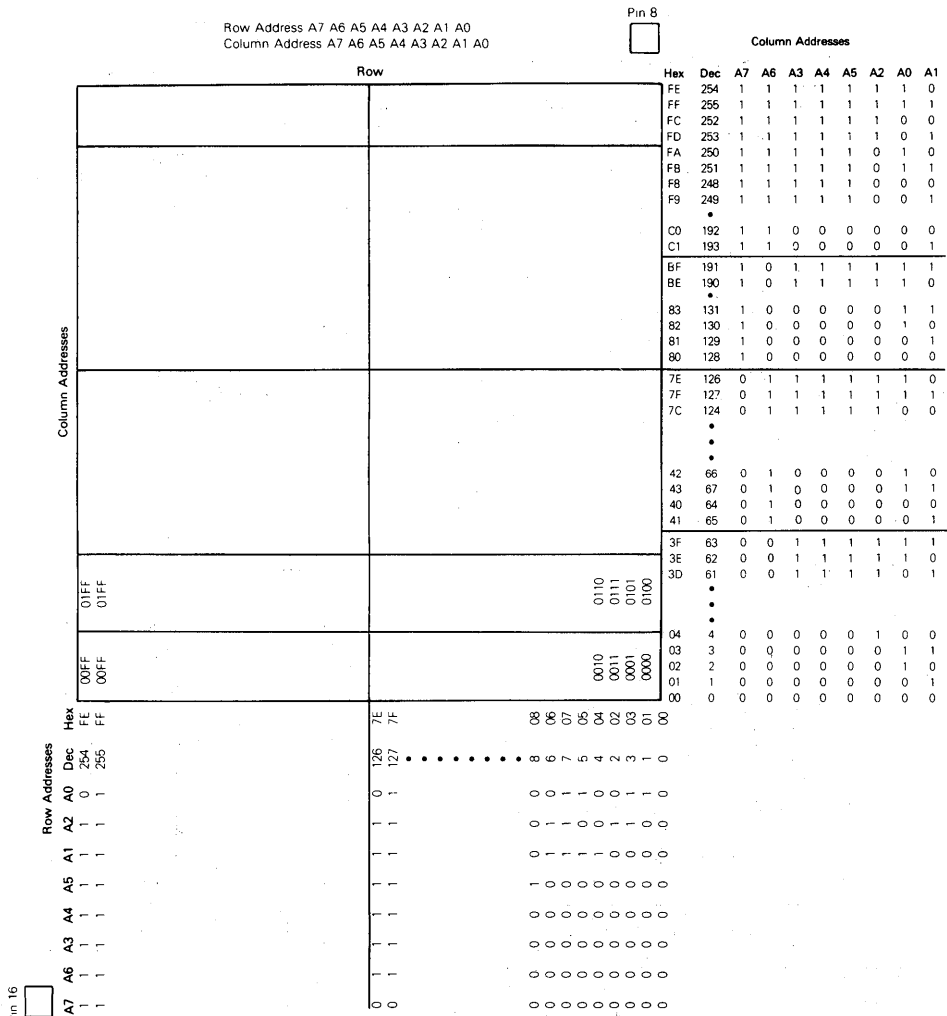 Pin 8
Row Address A7 A6 A5 A4 A3 A2 A1 A0
Column Address A7 A6 A5 A4 A3 A2 A1 A0
Column Addresses
Row
Hex Dec A7 A6 A3 A4 A5 A2 A0 A1
FE 254 1 1 1 1 1 1 1 0
FF 255 1 1 1 1 1 1 1 1
FC 252 1 1 1 1 1 1 0 0
FD 253 1 1 1 1 1 1 0 1
FA 250 1 1 1 1 1 0 1 0
FB 251 1 1 1 1 1 0 1 1
F8 248 1 1 1 1 1 0 0 0
F9 249 1 1 1 1 1 0 0 1
•
C0 192 1 1 0 0 0 0 0 0
C1 193 1 1 0 0 0 0 0 1
BF 191 1 0 1 1 1 1 1 1
BE 190 1 0 1 1 1 1 1 0
•
83 131 1 0 0 0 0 0 1 1
82 130 1 0 0 0 0 0 1 0
81 129 1 0 0 0 0 0 0 1
80 128 1 0 0 0 0 0 0 0
7E 126 0 1 1 1 1 1 1 0
7F 127 0 1 1 1 1 1 1 1
7C 124 0 1 1 1 1 1 0 0
•
•
•
42 66 0 1 0 0 0 0 1 0
43 67 0 1 0 0 0 0 1 1
40 64 0 1 0 0 0 0 0 0
41 65 0 1 0 0 0 0 0 1
3F 63 0 0 1 1 1 1 1 1
3E 62 0 0 1 1 1 1 1 0
3D 61 0 0 1 1 1 1 0 1
•
•
•
04 4 0 0 0 0 0 1 0 0
03 3 0 0 0 0 0 0 1 1
02 2 0 0 0 0 0 0 1 0
01 1 0 0 0 0 0 0 0 1
00 0 0 0 0 0 0 0 0 0
Column Addresses
01FF
01FF
0110
0111
0101
0100
00FF
00FF
0010
0011
0001
0000
Row Addresses
A7 A6 A3 A4 A5 A1 A2 A0 Dec Hex
1 1 1 1 1 1 1 0 254 FE
1 1 1 1 1 1 1 1 255 FF
0 1 1 1 1 1 1 0 126 7E
0 1 1 1 1 1 1 1 127 7F
• • • • • • • •
0 0 0 0 1 0 0 0 8 08
0 0 0 0 0 1 1 0 6 06
0 0 0 0 0 1 1 1 7 07
0 0 0 0 0 1 0 1 5 05
0 0 0 0 0 1 0 0 4 04
0 0 0 0 0 0 1 0 2 02
0 0 0 0 0 0 1 1 3 03
0 0 0 0 0 0 0 1 1 01
0 0 0 0 0 0 0 0 0 00
16